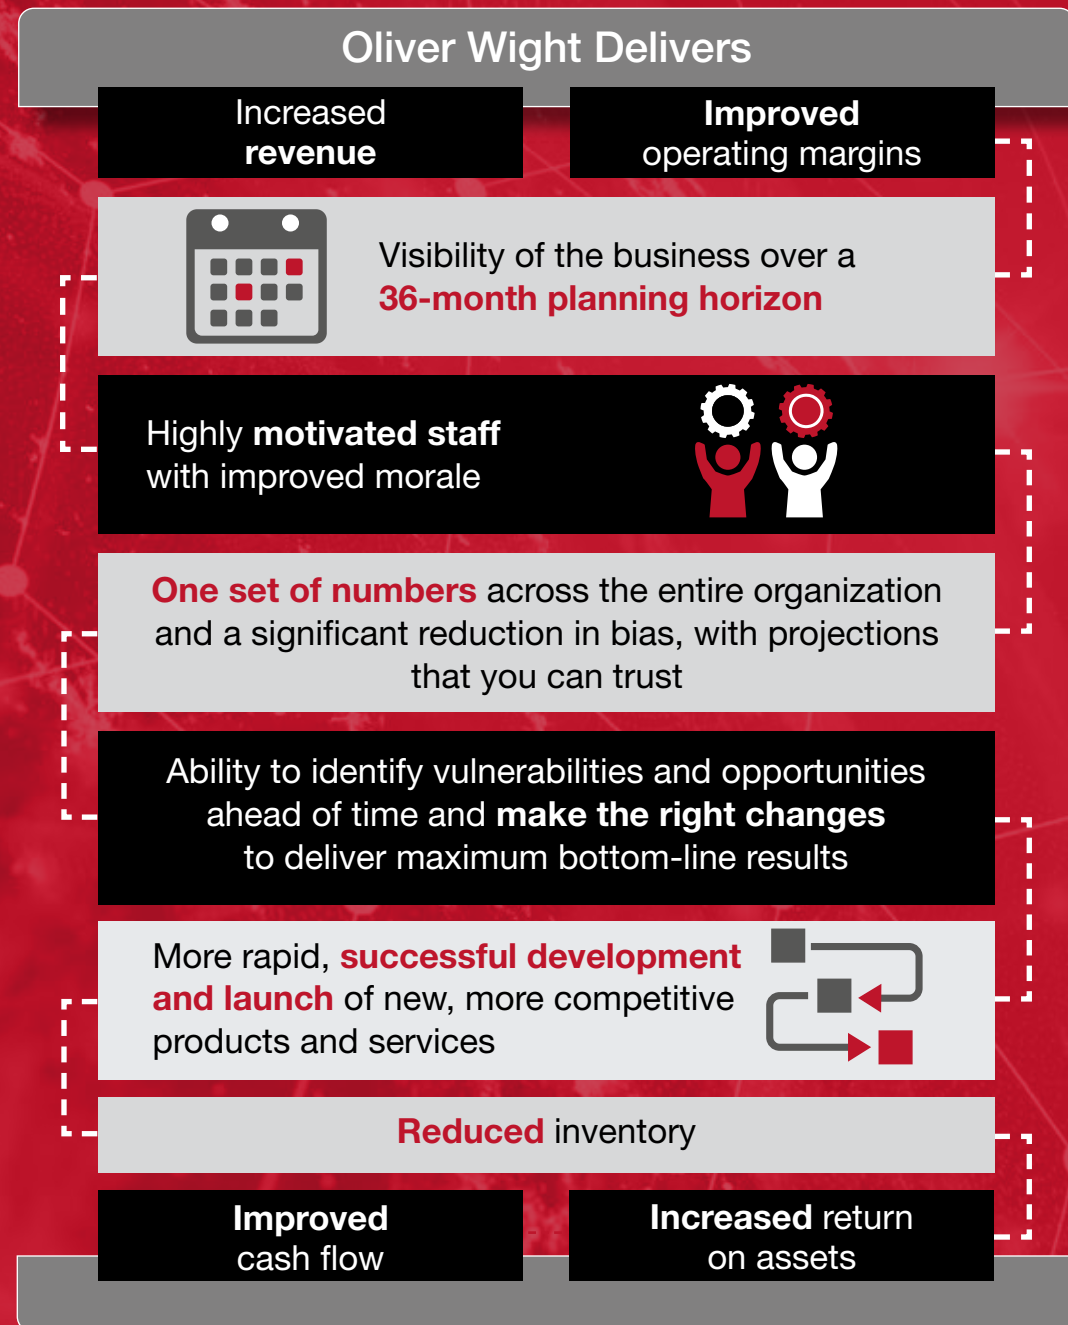 Oliver Wight Delivers
Increased
revenue
Improved
operating margins
Visibility of the business over a
36-month planning horizon
Highly motivated staff
with improved morale
One set of numbers across the entire organization
and a significant reduction in bias, with projections
that you can trust
Ability to identify vulnerabilities and opportunities
ahead of time and make the right changes
to deliver maximum bottom-line results
More rapid, successful development
and launch of new, more competitive
products and services
Reduced inventory
Improved
cash flow
Increased return
on assets